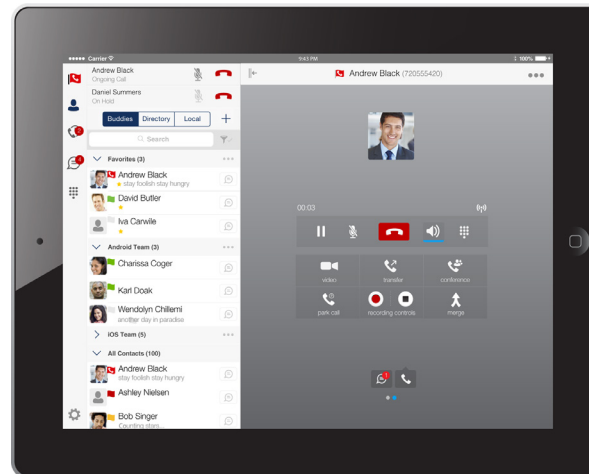 Carrier
9:43 PM
100%
Andrew Black
Ongoing Call
Daniel Summers
On Hold
Buddies
Directory
Local
Search
2
4
Favorites (3)
Andrew Black
stay foolish stay hungry
David Butler
Iva Carwile
Android Team (3)
Charissa Coger
Karl Doak
Wendolyn Chillemi
another day in paradise
iOS Team (5)
All Contacts (100)
Andrew Black
stay foolish stay hungry
Ashley Nielsen
Bob Singer
Counting stars...
Andrew Black (720555420)
00:03
video
transfer
conference
park call
recording controls
merge
1